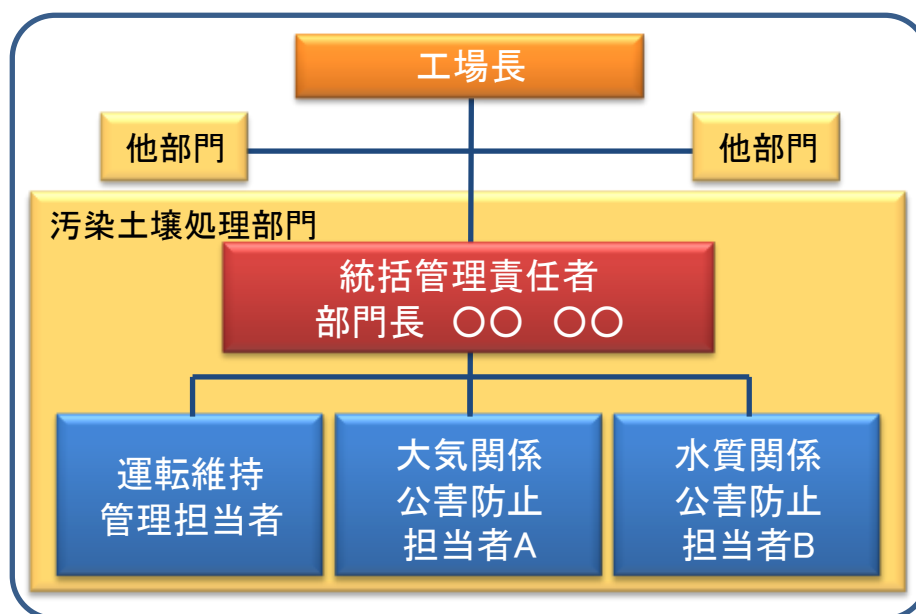 工場長
他部門
他部門
汚染土壌処理部門
統括管理責任者
部門長　〇〇　〇〇
運転維持
管理担当者
大気関係
公害防止
担当者A
水質関係
公害防止
担当者B